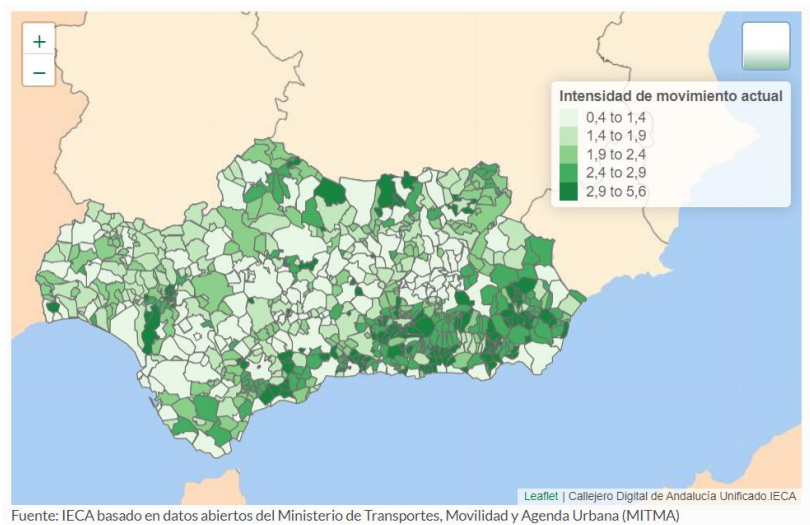 +
−
Intensidad de movimiento actual
0,4 to 1,4
1,4 to 1,9
1,9 to 2,4
2,4 to 2,9
2,9 to 5,6
Leaflet | Callejero Digital de Andalucía Unificado.IECA
Fuente: IECA basado en datos abiertos del Ministerio de Transportes, Movilidad y Agenda Urbana (MITMA)